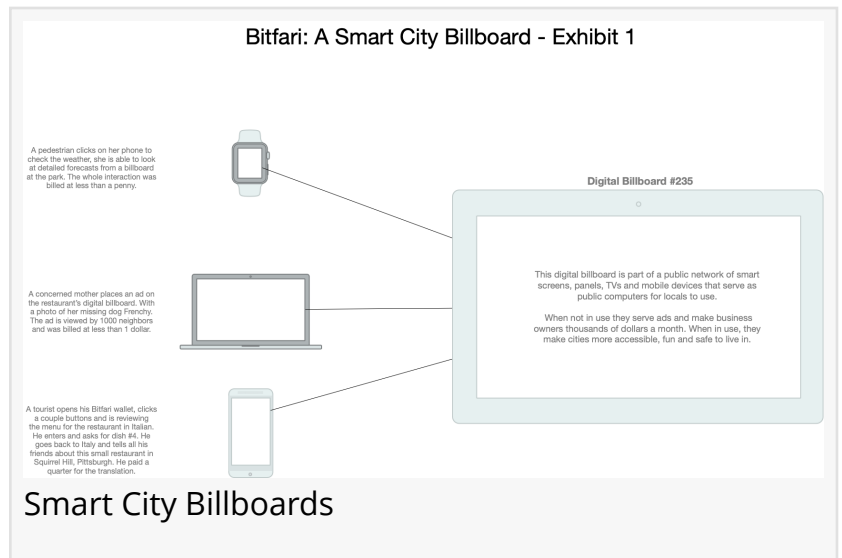 Bitfari: A Smart City Billboard - Exhibit 1
A pedestrian clicks on her phone to
check the weather, she is able to look
at detailed forecasts from a billboard
at the park. The whole interaction was
billed at less than a penny.
Digital Billboard #235
This digital billboard is part of a public network of smart
screens, panels, TVs and mobile devices that serve as
public computers for locals to use.
When not in use they serve ads and make business
owners thousands of dollars a month. When in use, they
make cities more accessible, fun and safe to live in.
A concerned mother places an ad on
the restaurant's digital billboard. With
a photo of her missing dog Frenchy.
The ad is viewed by 1000 neighbors
and was billed at less than 1 dollar.
A tourist opens his Bitfari wallet, clicks
a couple buttons and is reviewing
the menu for the restaurant in Italian.
He enters and asks for dish #4. He
goes back to Italy and tells all his
friends about this small restaurant in
Squirrel Hill, Pittsburgh. He paid a
quarter for the translation.
Smart City Billboards